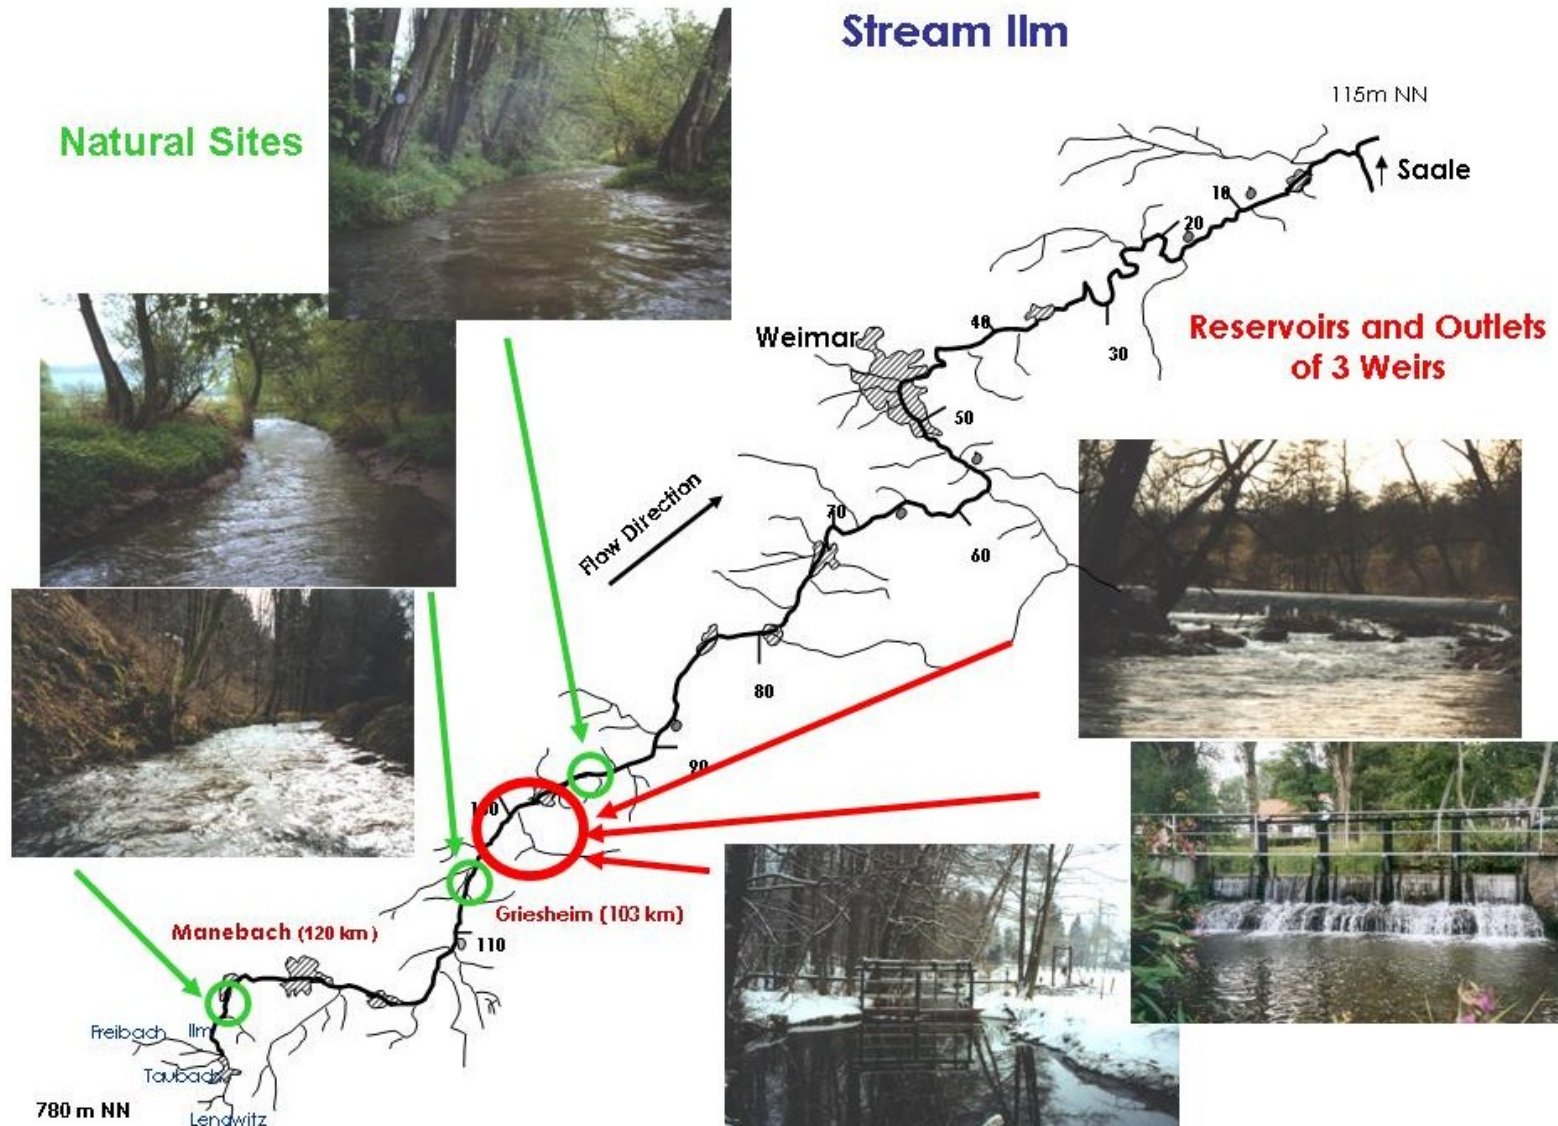 Stream Ilm
115m NN
Natural Sites
Saale
10
20
Reservoirs and Outlets
of 3 Weirs
40
Weimar
30
50
Flow Direction
70
60
80
90
Griesheim (103 km)
Manebach (120 km)
110
Freibach
Ilm
780 m NN